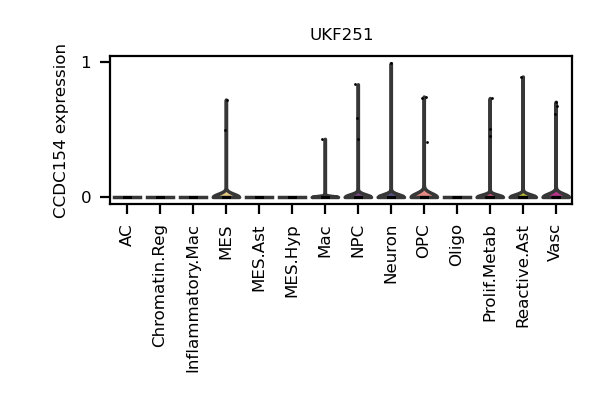 UKF251
CCDC154 expression
1
0
AC
Chromatin.Reg
Inflammatory.Mac
MES
MES.Ast
MES.Hyp
Mac
NPC
Neuron
OPC
Oligo
Prolif.Metab
Reactive.Ast
Vasc